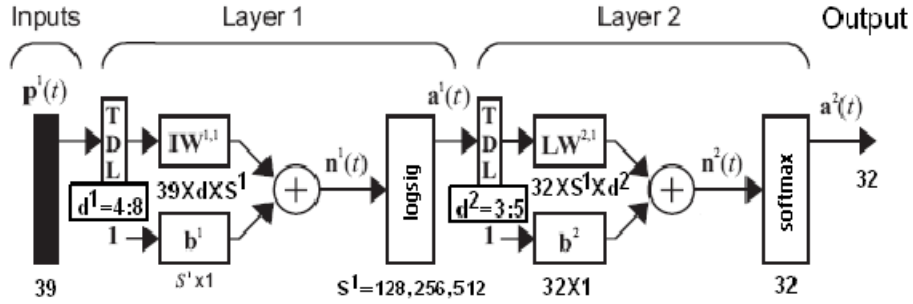 Inputs Layer 1 Layer 2 Output
p¹(t) a¹(t) a²(t)
TDL IW¹,¹ n¹(t) logsig TDL LW²,¹ n²(t) softmax
39XdXS¹ 32XS¹Xd² 32
d¹=4:8 d²=3:5
1 b¹ 1 b²
39 S¹x1 S¹=128,256,512 32X1 32